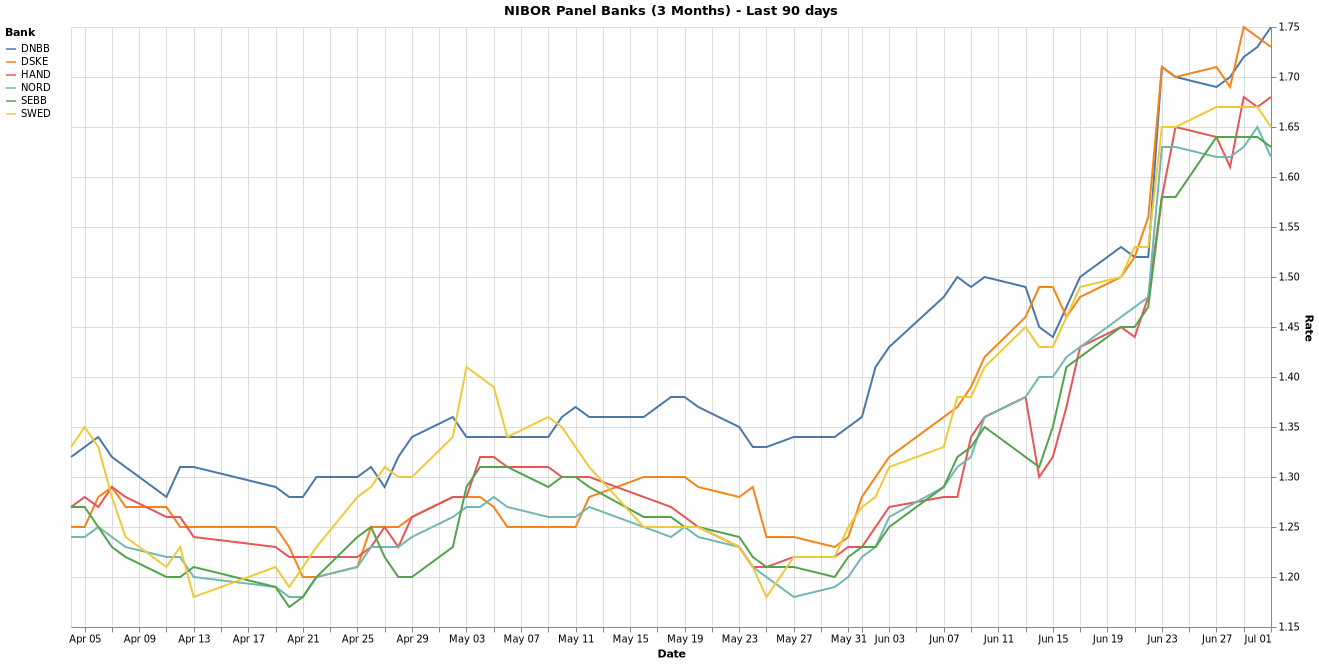 NIBOR Panel Banks (3 Months) - Last 90 days
Bank
DNBB
DSKE
HAND
NORD
SEBB
SWED
1.75
1.70
1.65
1.60
1.55
1.50
1.45
1.40
1.35
1.30
1.25
1.20
1.15
Rate
Apr 05 Apr 09 Apr 13 Apr 17 Apr 21 Apr 25 Apr 29 May 03 May 07 May 11 May 15 May 19 May 23 May 27 May 31 Jun 03 Jun 07 Jun 11 Jun 15 Jun 19 Jun 23 Jun 27 Jul 01
Date